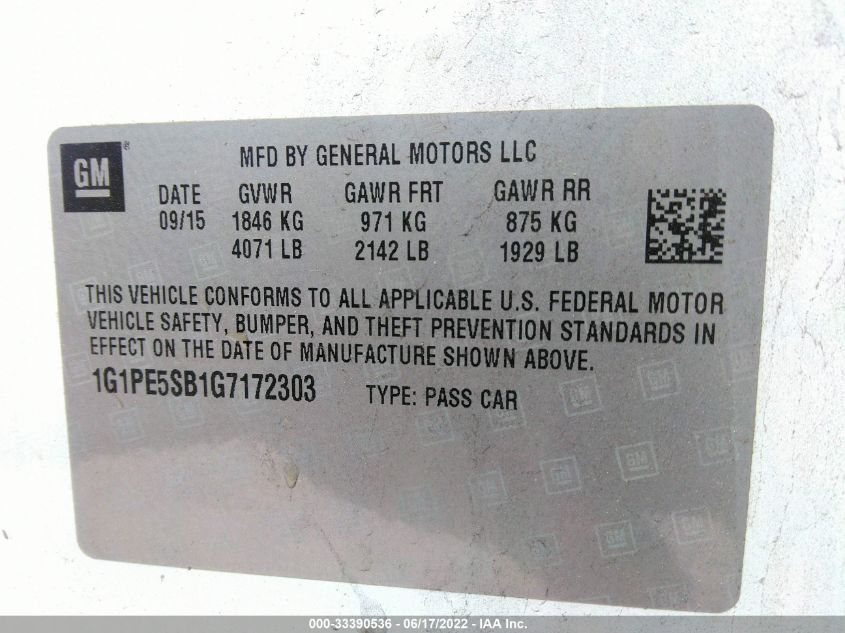 GM®
MFD BY GENERAL MOTORS LLC
DATE GVWR GAWR FRT GAWR RR
09/15 1846 KG 971 KG 875 KG
4071 LB 2142 LB 1929 LB
THIS VEHICLE CONFORMS TO ALL APPLICABLE U.S. FEDERAL MOTOR
VEHICLE SAFETY, BUMPER, AND THEFT PREVENTION STANDARDS IN
EFFECT ON THE DATE OF MANUFACTURE SHOWN ABOVE.
1G1PE5SB1G7172303 TYPE: PASS CAR
000-33390536 - 06/17/2022 - IAA Inc.